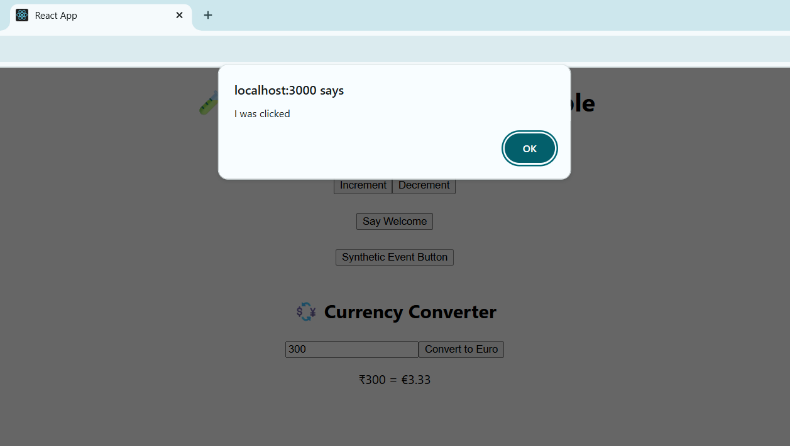 React App
localhost:3000 says
I was clicked
OK
Increment Decrement
Say Welcome
Synthetic Event Button
Currency Converter
300 Convert to Euro
₹300 = €3.33